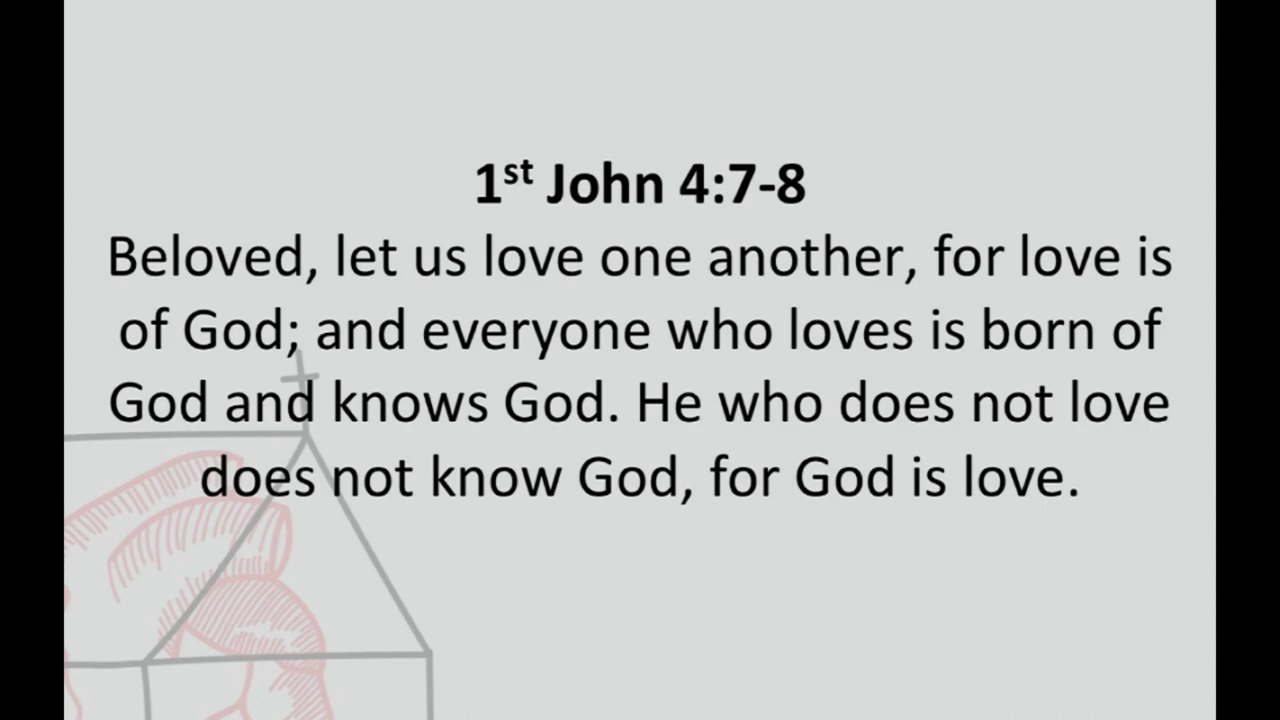 1st John 4:7-8
Beloved, let us love one another, for love is
of God; and everyone who loves is born of
God and knows God. He who does not love
does not know God, for God is love.